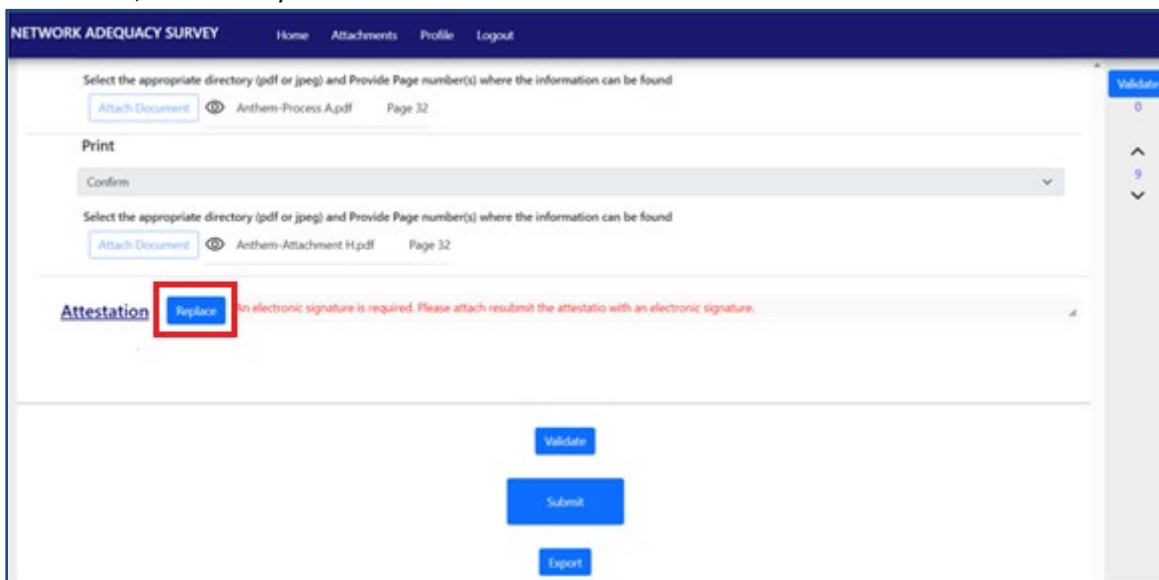 NETWORK ADEQUACY SURVEY Home Attachments Profile Logout
Select the appropriate directory (pdf or jpeg) and Provide Page number(s) where the information can be found
Validate
Attach Document Anthem-Process A.pdf Page 32
0
Print
Confirm
9
Select the appropriate directory (pdf or jpeg) and Provide Page number(s) where the information can be found
Attach Document Anthem-Attachment H.pdf Page 32
Attestation Replace An electronic signature is required. Please attach resubmit the attestatio with an electronic signature.
Validate
Submit
Export